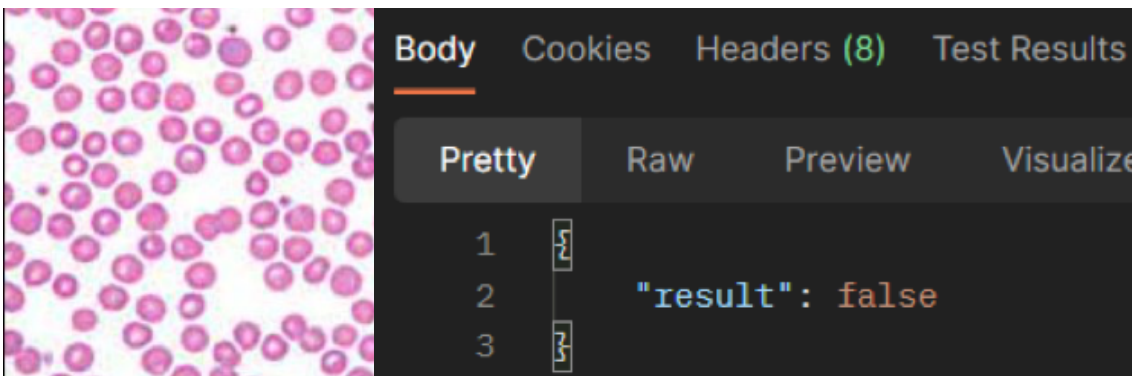 Body Cookies Headers (8) Test Results
Pretty Raw Preview Visualize
1 {
2 "result": false
3 }